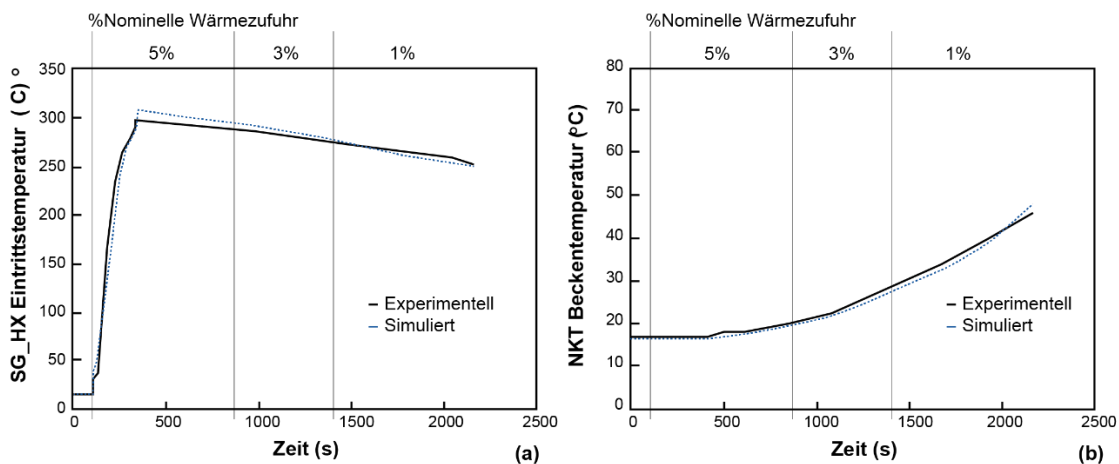 %Nominelle Wärmezufuhr
5% 3% 1%
SG_HX Eintrittstemperatur ( C) °
350
300
250
200
150
100
50
0
0 500 1000 1500 2000 2500
Experimentell
Simuliert
Zeit (s)
(a)
%Nominelle Wärmezufuhr
5% 3% 1%
NKT Beckentemperatur (°C)
80
70
60
50
40
30
20
10
0
0 500 1000 1500 2000 2500
Experimentell
Simuliert
Zeit (s)
(b)